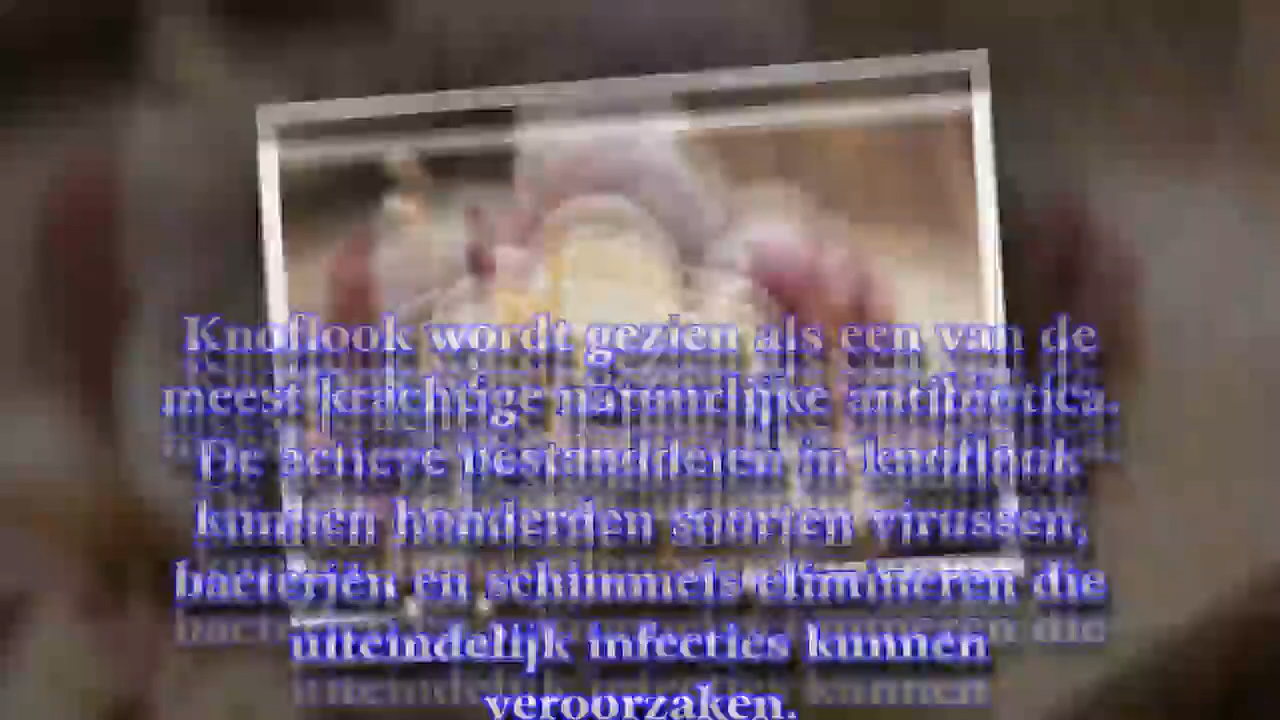 Knoflook wordt gezien als een van de
meest krachtige natuurlijke antibiotica.
De actieve bestanddelen in knoflook
kunnen honderden soorten virussen,
bacteriën en schimmels elimineren die
uiteindelijk infecties kunnen
veroorzaken.